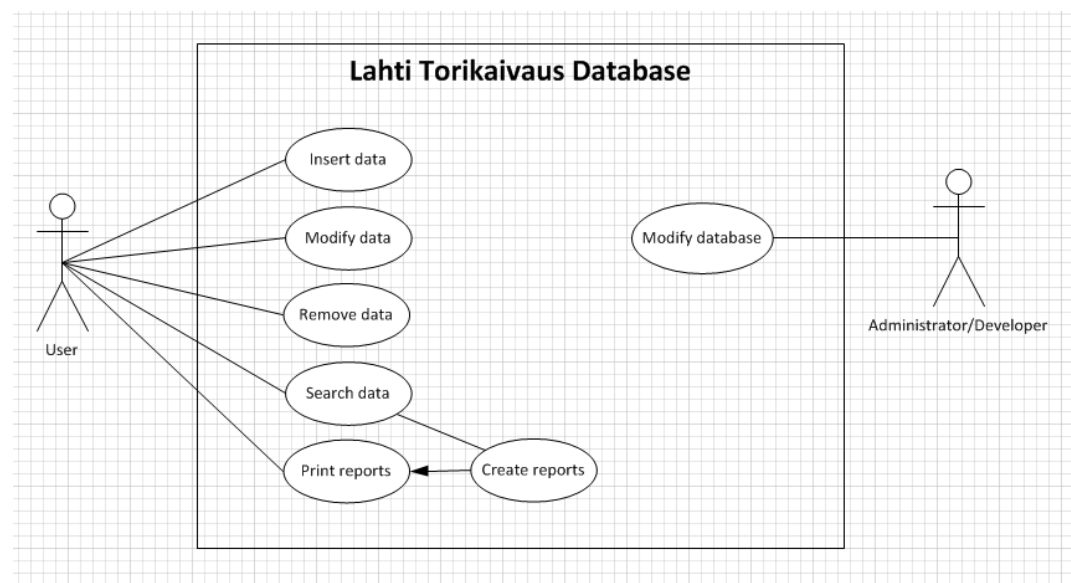 Lahti Torikaivaus Database
Insert data
Modify data
Modify database
Remove data
Administrator/Developer
User
Search data
Print reports
Create reports